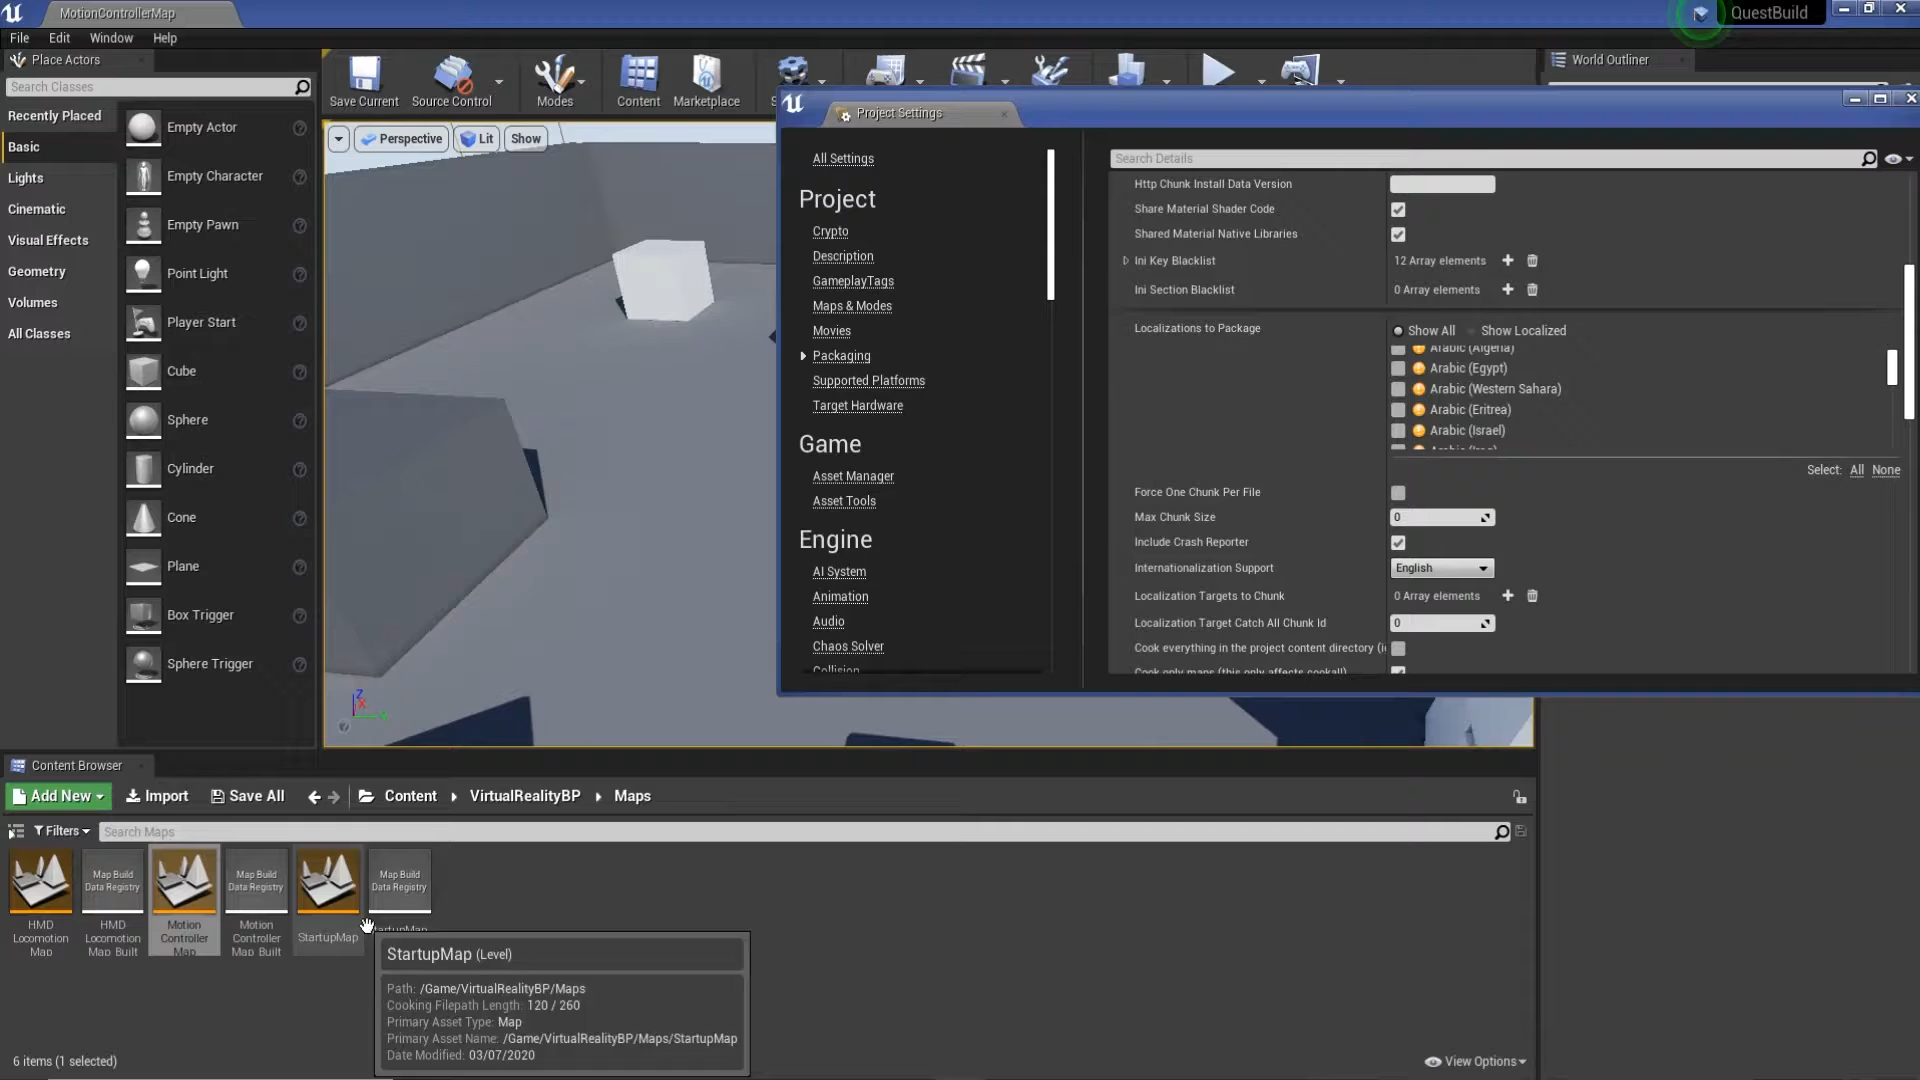 MotionControllerMap
QuestBuild
File Edit Window Help
Place Actors
World Outliner
Search Classes
Save Current
Source Control
Modes
Content
Marketplace
Recently Placed
Basic
Lights
Cinematic
Visual Effects
Geometry
Volumes
All Classes
Empty Actor
Empty Character
Empty Pawn
Point Light
Player Start
Cube
Sphere
Cylinder
Cone
Plane
Box Trigger
Sphere Trigger
Perspective Lit Show
Project Settings
All Settings
Project
Crypto
Description
GameplayTags
Maps & Modes
Movies
Packaging
Supported Platforms
Target Hardware
Game
Asset Manager
Asset Tools
Engine
AI System
Animation
Audio
Chaos Solver
Collision
Search Details
Http Chunk Install Data Version
Share Material Shader Code
Shared Material Native Libraries
Ini Key Blacklist 12 Array elements
Ini Section Blacklist 0 Array elements
Localizations to Package Show All Show Localized
Arabic (Algeria)
Arabic (Egypt)
Arabic (Western Sahara)
Arabic (Eritrea)
Arabic (Israel)
Arabic (Iraq)
Select: All None
Force One Chunk Per File
Max Chunk Size 0
Include Crash Reporter
Internationalization Support English
Localization Targets to Chunk 0 Array elements
Localization Target Catch All Chunk Id 0
Cook everything in the project content directory (i
Cook only maps (this only affects cookall)
Z
X
Content Browser
Add New Import Save All Content VirtualRealityBP Maps
Filters Search Maps
Map Build
Data Registry
Map Build
Data Registry
Map Build
Data Registry
HMD
Locomotion
Map
HMD
Locomotion
Map Built
Motion
Controller
Map
Motion
Controller
Map Built
StartupMap
StartupMap (Level)
Path: /Game/VirtualRealityBP/Maps
Cooking Filepath Length: 120 / 260
Primary Asset Type: Map
Primary Asset Name: /Game/VirtualRealityBP/Maps/StartupMap
Date Modified: 03/07/2020
6 items (1 selected)
View Options